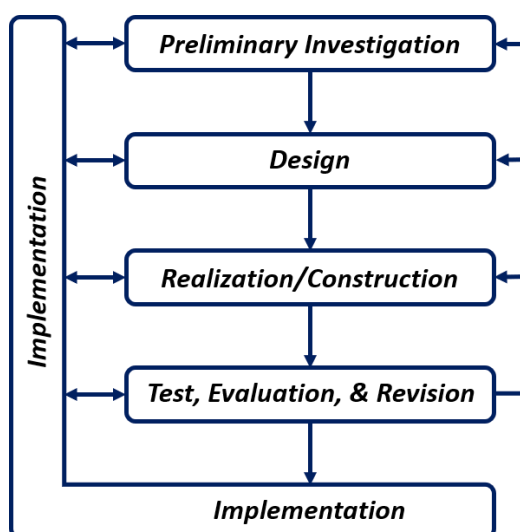 Preliminary Investigation
Design
Realization/Construction
Test, Evaluation, & Revision
Implementation
Implementation